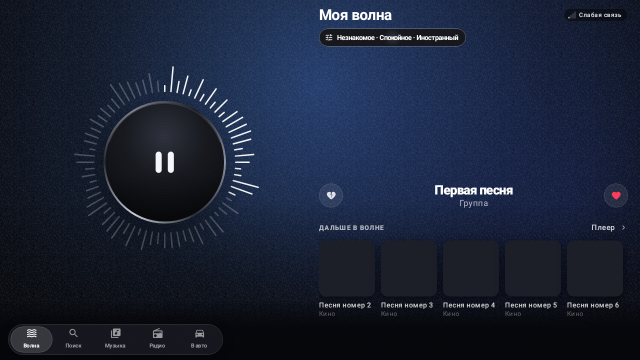 Моя волна
Слабая связь
Незнакомое · Спокойное · Иностранный
Первая песня
Группа
ДАЛЬШЕ В ВОЛНЕ
Плеер
Песня номер 2
Песня номер 3
Песня номер 4
Песня номер 5
Песня номер 6
Кино
Кино
Кино
Кино
Кино
Волна
Поиск
Музыка
Радио
В авто